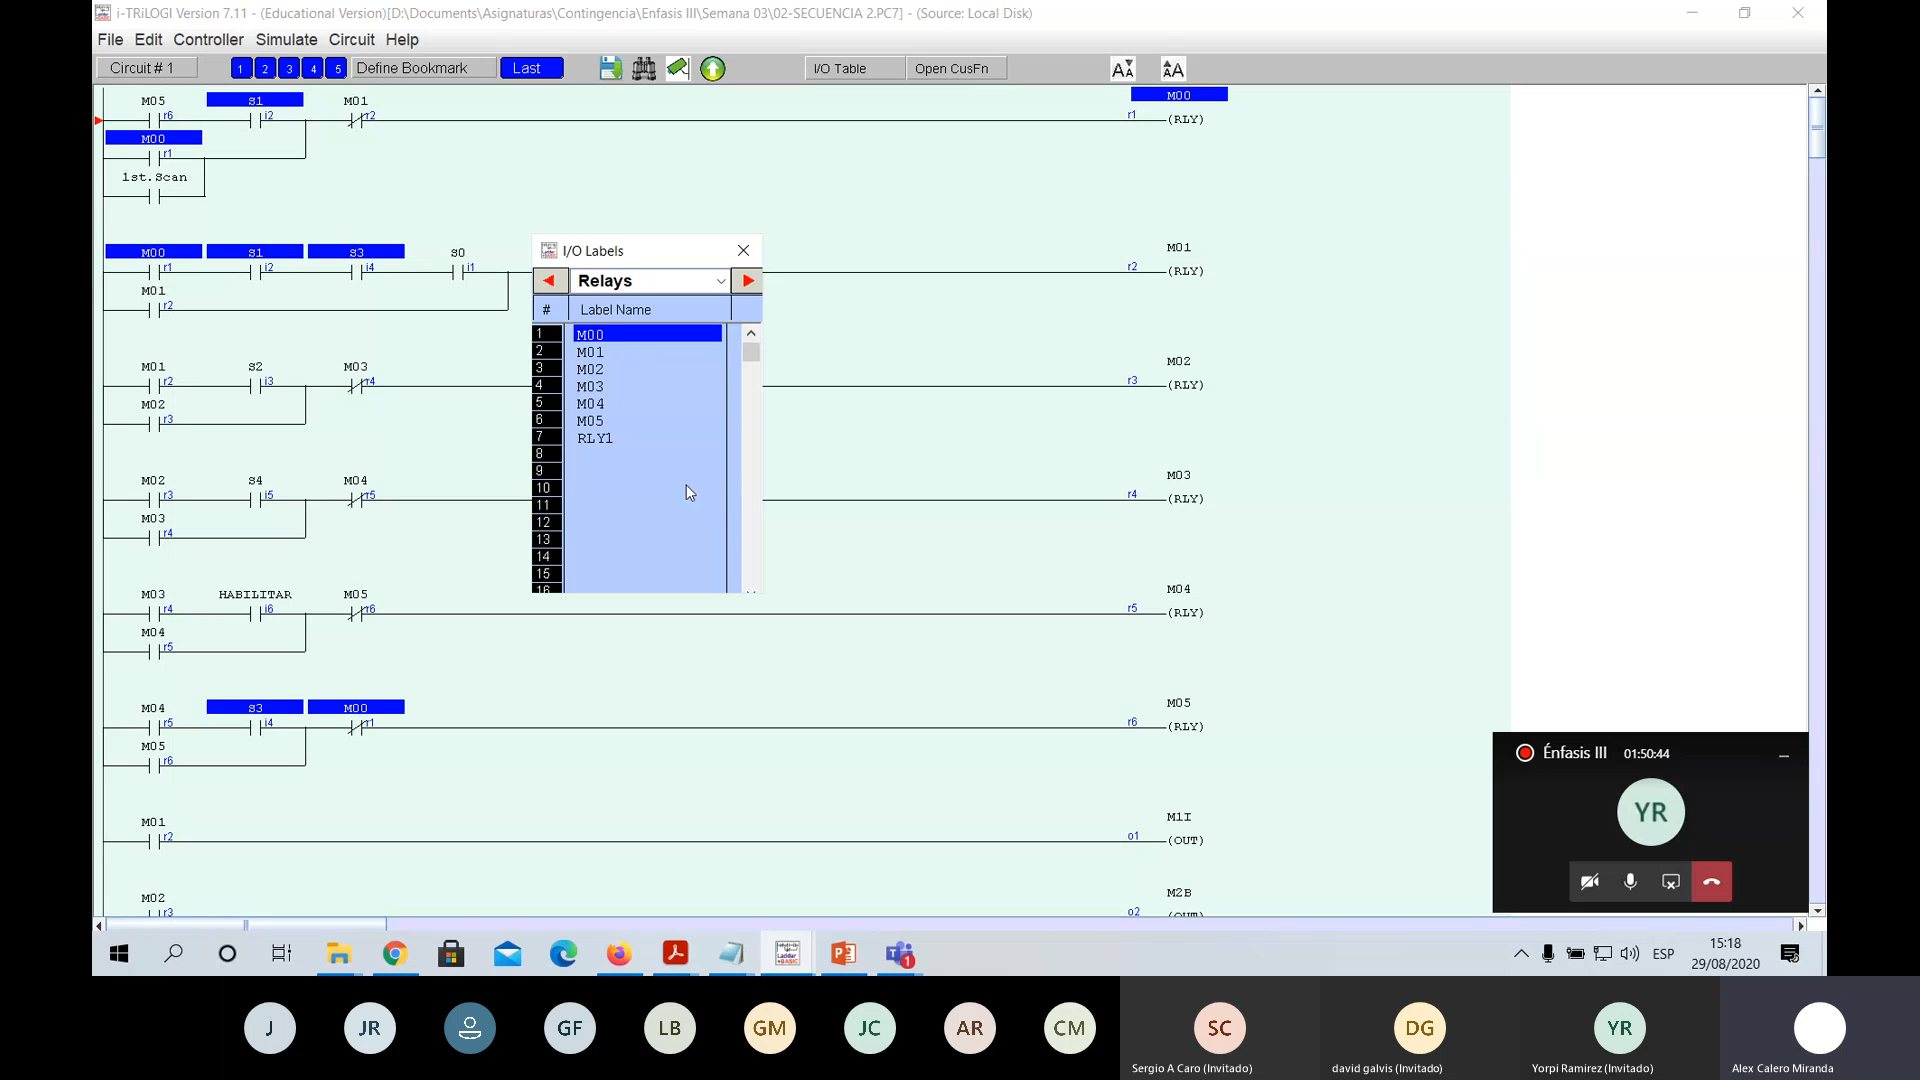 i-TRiLOGI Version 7.11 - (Educational Version)[D:\Documents\Asignaturas\Contingencia\Enfasis III\Semana 03\02-SECUENCIA 2.PC7] - (Source: Local Disk)
File Edit Controller Simulate Circuit Help
Circuit # 1 1 2 3 4 5 Define Bookmark Last I/O Table Open CusFn AA AA
M05 S1 M01 M00
r6 i2 r2 r1 (RLY)
M00
r1
1st.Scan
M00 S1 S3 S0 M01
r1 i2 i4 i1 r2 (RLY)
M01
r2
M01 S2 M03 M02
r2 i3 r4 r3 (RLY)
M02
r3
M02 S4 M04 M03
r3 i5 r5 r4 (RLY)
M03
r4
M03 HABILITAR M05 M04
r4 i6 r6 r5 (RLY)
M04
r5
M04 S3 M00 M05
r5 i4 r1 r6 (RLY)
M05
r6
M01 M1I
r2 o1 (OUT)
M02 M2B
r3 o2 (OUT)
I/O Labels
Relays
# Label Name
1 M00
2 M01
3 M02
4 M03
5 M04
6 M05
7 RLY1
8
9
10
11
12
13
14
15
16
Énfasis III 01:50:44
YR
Laddar +BASIC
1
ESP
15:18
29/08/2020
J JR GF LB GM JC AR CM SC DG YR
Sergio A Caro (Invitado) david galvis (Invitado) Yorpi Ramirez (Invitado) Alex Calero Miranda